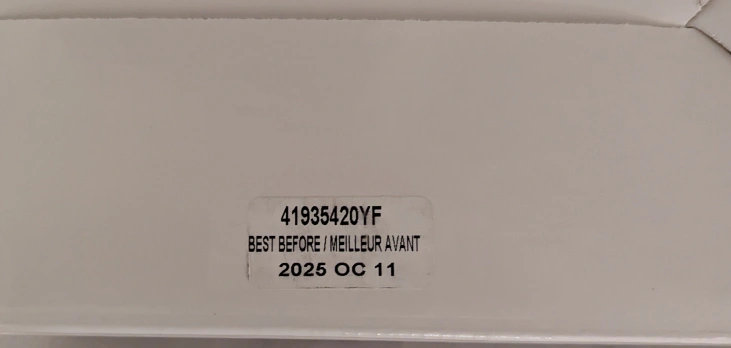 41935420YF
BEST BEFORE / MEILLEUR AVANT
2025 OC 11